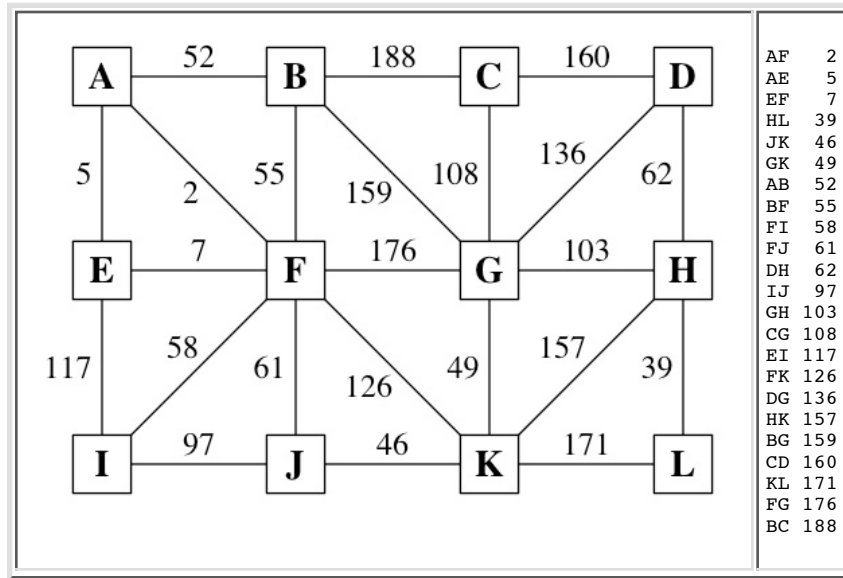 52 188 160
A B C D
5 2 55 159 108 136 62
7 176 103
E F G H
117 58 61 126 49 157 39
97 46 171
I J K L
AF 2
AE 5
EF 7
HL 39
JK 46
GK 49
AB 52
BF 55
FI 58
FJ 61
DH 62
IJ 97
GH 103
CG 108
EI 117
FK 126
DG 136
HK 157
BG 159
CD 160
KL 171
FG 176
BC 188